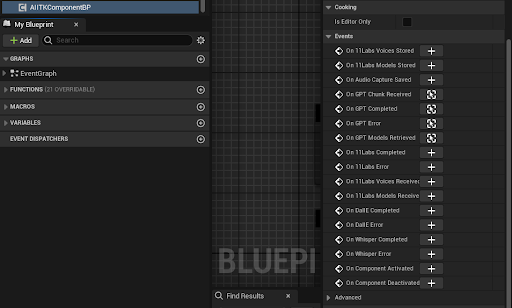 AIITKComponentBP
My Blueprint
Add
Search
GRAPHS
EventGraph
FUNCTIONS (21 OVERRIDABLE)
MACROS
VARIABLES
EVENT DISPATCHERS
BLUEPI
Find Results
Cooking
Is Editor Only
Events
On 11Labs Voices Stored
On 11Labs Models Stored
On Audio Capture Saved
On GPT Chunk Received
On GPT Completed
On GPT Error
On GPT Models Retrieved
On 11Labs Completed
On 11Labs Error
On 11Labs Voices Received
On 11Labs Models Receive
On DallE Completed
On DallE Error
On Whisper Completed
On Whisper Error
On Component Activated
On Component Deactivated
Advanced